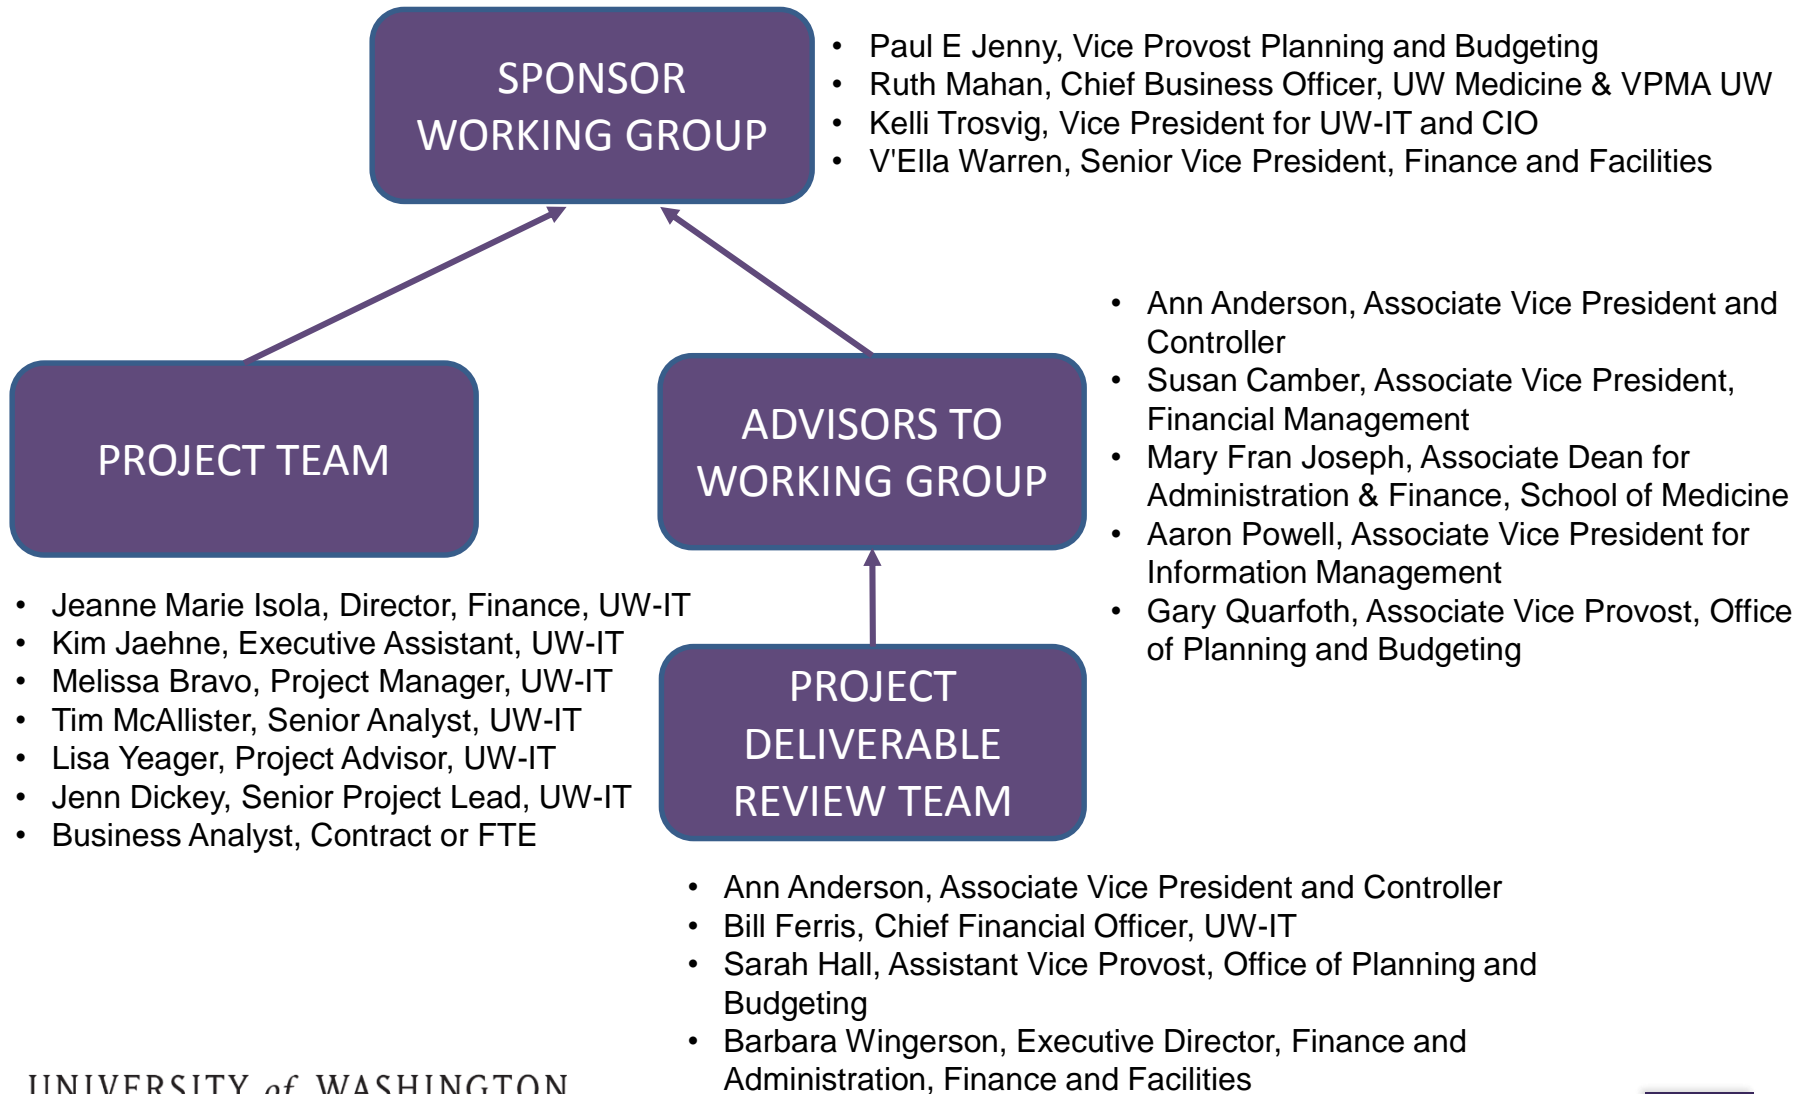 SPONSOR
WORKING GROUP
• Paul E Jenny, Vice Provost Planning and Budgeting
• Ruth Mahan, Chief Business Officer, UW Medicine & VPMA UW
• Kelli Trosvig, Vice President for UW-IT and CIO
• V'Ella Warren, Senior Vice President, Finance and Facilities
PROJECT TEAM
• Jeanne Marie Isola, Director, Finance, UW-IT
• Kim Jaehne, Executive Assistant, UW-IT
• Melissa Bravo, Project Manager, UW-IT
• Tim McAllister, Senior Analyst, UW-IT
• Lisa Yeager, Project Advisor, UW-IT
• Jenn Dickey, Senior Project Lead, UW-IT
• Business Analyst, Contract or FTE
ADVISORS TO
WORKING GROUP
• Ann Anderson, Associate Vice President and
Controller
• Susan Camber, Associate Vice President,
Financial Management
• Mary Fran Joseph, Associate Dean for
Administration & Finance, School of Medicine
• Aaron Powell, Associate Vice President for
Information Management
• Gary Quarfoth, Associate Vice Provost, Office
of Planning and Budgeting
PROJECT
DELIVERABLE
REVIEW TEAM
• Ann Anderson, Associate Vice President and Controller
• Bill Ferris, Chief Financial Officer, UW-IT
• Sarah Hall, Assistant Vice Provost, Office of Planning and
Budgeting
• Barbara Wingerson, Executive Director, Finance and
Administration, Finance and Facilities
UNIVERSITY of WASHINGTON